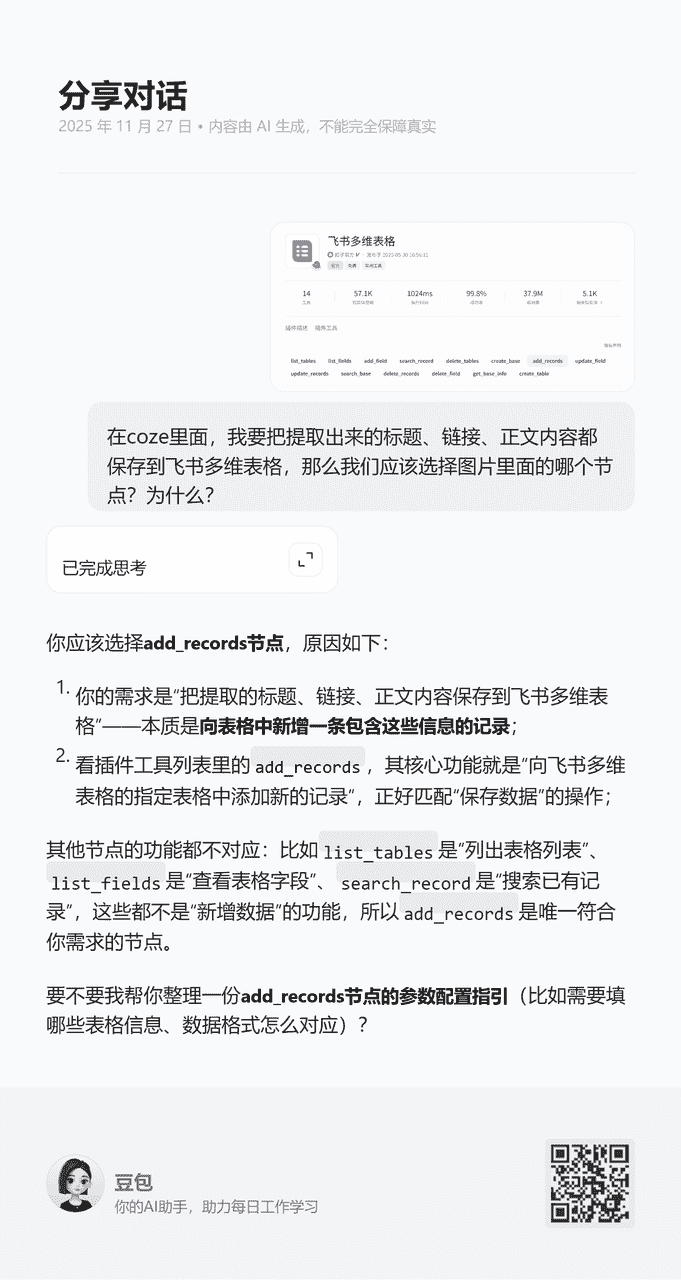 分享对话
2025 年 11 月 27 日 • 内容由 AI 生成，不能完全保障真实
飞书多维表格
14
57.1K
1024ms
99.8%
37.9M
5.1K
list_tables list_fields add_field search_record delete_tables create_base add_records update_field
update_records search_base delete_records delete_field get_base_info create_table
在coze里面，我要把提取出来的标题、链接、正文内容都
保存到飞书多维表格，那么我们应该选择图片里面的哪个节
点？为什么？
已完成思考
你应该选择add_records节点，原因如下：
1. 你的需求是“把提取的标题、链接、正文内容保存到飞书多维表
格”——本质是向表格中新增一条包含这些信息的记录；
2. 看插件工具列表里的 add_records ，其核心功能就是“向飞书多维
表格的指定表格中添加新的记录”，正好匹配“保存数据”的操作；
其他节点的功能都不对应：比如 list_tables 是“列出表格列表”、
list_fields 是“查看表格字段”、 search_record 是“搜索已有记
录”，这些都不是“新增数据”的功能，所以 add_records 是唯一符合
你需求的节点。
要不要我帮你整理一份add_records节点的参数配置指引（比如需要填
哪些表格信息、数据格式怎么对应）？
豆包
你的AI助手，助力每日工作学习